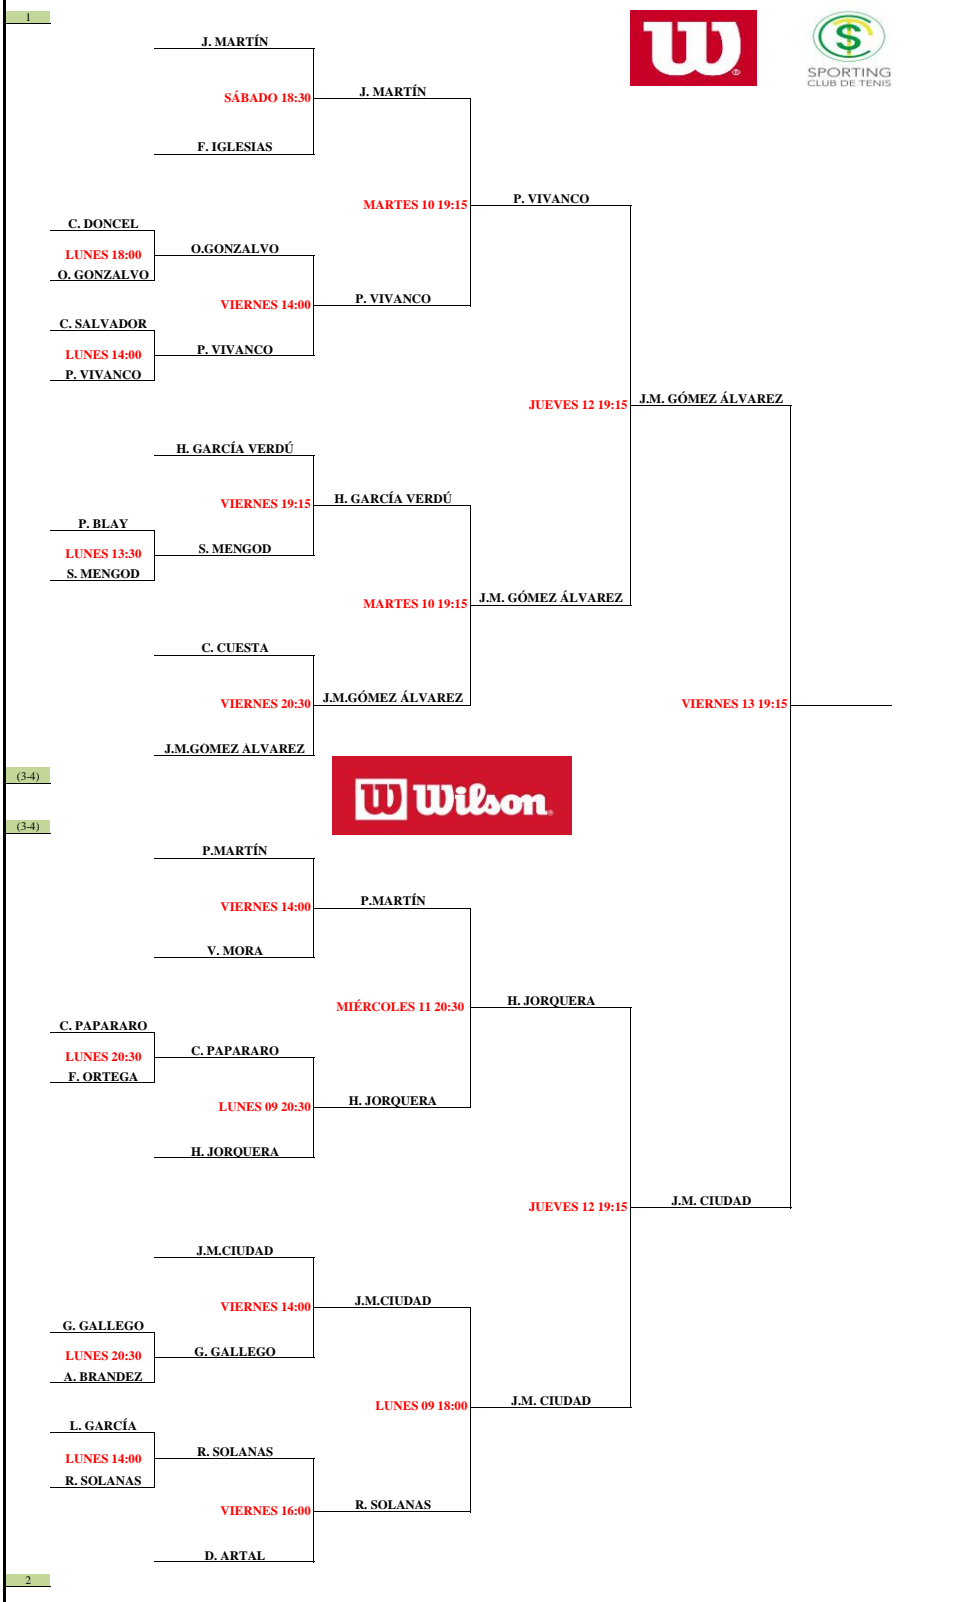 1
J. MARTÍN
SPORTING
CLUB DE TENIS
SÁBADO 18:30
J. MARTÍN
F. IGLESIAS
MARTES 10 19:15
P. VIVANCO
C. DONCEL
LUNES 18:00
O.GONZALVO
O. GONZALVO
VIERNES 14:00
P. VIVANCO
C. SALVADOR
LUNES 14:00
P. VIVANCO
P. VIVANCO
JUEVES 12 19:15
J.M. GÓMEZ ÁLVAREZ
H. GARCÍA VERDÚ
VIERNES 19:15
H. GARCÍA VERDÚ
P. BLAY
LUNES 13:30
S. MENGOD
S. MENGOD
MARTES 10 19:15
J.M. GÓMEZ ÁLVAREZ
C. CUESTA
VIERNES 20:30
J.M.GÓMEZ ÁLVAREZ
VIERNES 13 19:15
J.M.GOMEZ ALVAREZ
(3-4)
Wilson
(3-4)
P.MARTÍN
VIERNES 14:00
P.MARTÍN
V. MORA
MIÉRCOLES 11 20:30
H. JORQUERA
C. PAPARARO
LUNES 20:30
C. PAPARARO
F. ORTEGA
LUNES 09 20:30
H. JORQUERA
H. JORQUERA
JUEVES 12 19:15
J.M. CIUDAD
J.M.CIUDAD
VIERNES 14:00
J.M.CIUDAD
G. GALLEGO
LUNES 20:30
G. GALLEGO
A. BRANDEZ
LUNES 09 18:00
J.M. CIUDAD
L. GARCÍA
LUNES 14:00
R. SOLANAS
R. SOLANAS
VIERNES 16:00
R. SOLANAS
D. ARTAL
2